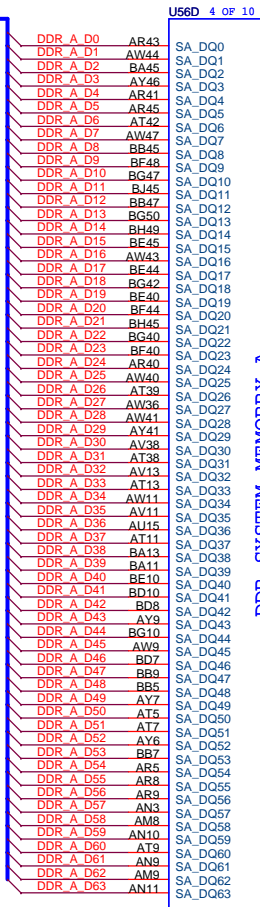 U56D 4 OF 10
DDR_A_D0 AR43 SA_DQ0
DDR_A_D1 AW44 SA_DQ1
DDR_A_D2 BA45 SA_DQ2
DDR_A_D3 AY46 SA_DQ3
DDR_A_D4 AR41 SA_DQ4
DDR_A_D5 AR45 SA_DQ5
DDR_A_D6 AT42 SA_DQ6
DDR_A_D7 AW47 SA_DQ7
DDR_A_D8 BB45 SA_DQ8
DDR_A_D9 BF48 SA_DQ9
DDR_A_D10 BG47 SA_DQ10
DDR_A_D11 BJ45 SA_DQ11
DDR_A_D12 BB47 SA_DQ12
DDR_A_D13 BG50 SA_DQ13
DDR_A_D14 BH49 SA_DQ14
DDR_A_D15 BE45 SA_DQ15
DDR_A_D16 AW43 SA_DQ16
DDR_A_D17 BE44 SA_DQ17
DDR_A_D18 BG42 SA_DQ18
DDR_A_D19 BE40 SA_DQ19
DDR_A_D20 BF44 SA_DQ20
DDR_A_D21 BH45 SA_DQ21
DDR_A_D22 BG40 SA_DQ22
DDR_A_D23 BF40 SA_DQ23
DDR_A_D24 AR40 SA_DQ24
DDR_A_D25 AW40 SA_DQ25
DDR_A_D26 AT39 SA_DQ26
DDR_A_D27 AW36 SA_DQ27
DDR_A_D28 AW41 SA_DQ28
DDR_A_D29 AY41 SA_DQ29
DDR_A_D30 AV38 SA_DQ30
DDR_A_D31 AT38 SA_DQ31
DDR_A_D32 AV13 SA_DQ32
DDR_A_D33 AT13 SA_DQ33
DDR_A_D34 AW11 SA_DQ34
DDR_A_D35 AV11 SA_DQ35
DDR_A_D36 AU15 SA_DQ36
DDR_A_D37 AT11 SA_DQ37
DDR_A_D38 BA13 SA_DQ38
DDR_A_D39 BA11 SA_DQ39
DDR_A_D40 BE10 SA_DQ40
DDR_A_D41 BD10 SA_DQ41
DDR_A_D42 BD8 SA_DQ42
DDR_A_D43 AY9 SA_DQ43
DDR_A_D44 BG10 SA_DQ44
DDR_A_D45 AW9 SA_DQ45
DDR_A_D46 BD7 SA_DQ46
DDR_A_D47 BB9 SA_DQ47
DDR_A_D48 BB5 SA_DQ48
DDR_A_D49 AY7 SA_DQ49
DDR_A_D50 AT5 SA_DQ50
DDR_A_D51 AT7 SA_DQ51
DDR_A_D52 AY6 SA_DQ52
DDR_A_D53 BB7 SA_DQ53
DDR_A_D54 AR5 SA_DQ54
DDR_A_D55 AR8 SA_DQ55
DDR_A_D56 AR9 SA_DQ56
DDR_A_D57 AN3 SA_DQ57
DDR_A_D58 AM8 SA_DQ58
DDR_A_D59 AN10 SA_DQ59
DDR_A_D60 AT9 SA_DQ60
DDR_A_D61 AN9 SA_DQ61
DDR_A_D62 AM9 SA_DQ62
DDR_A_D63 AN11 SA_DQ63